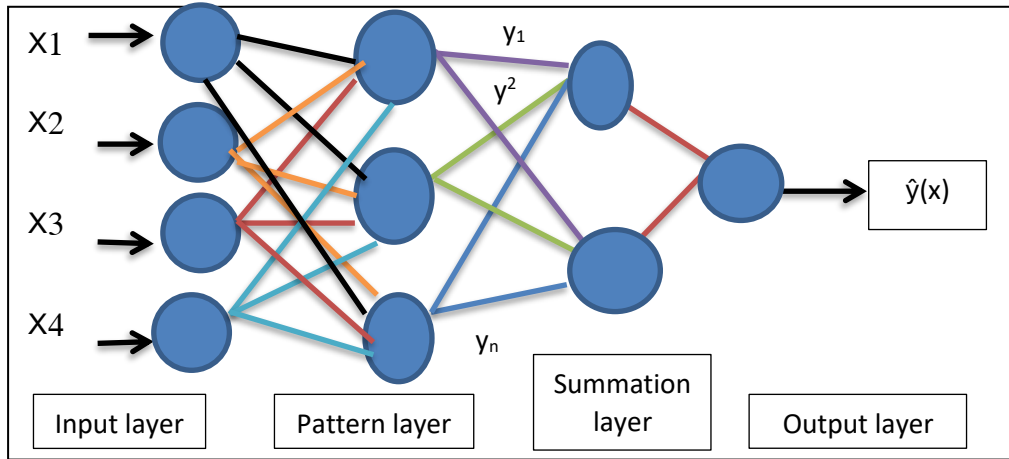 X1
X2
X3
X4
y₁
y²
yₙ
ŷ(x)
Input layer
Pattern layer
Summation
layer
Output layer